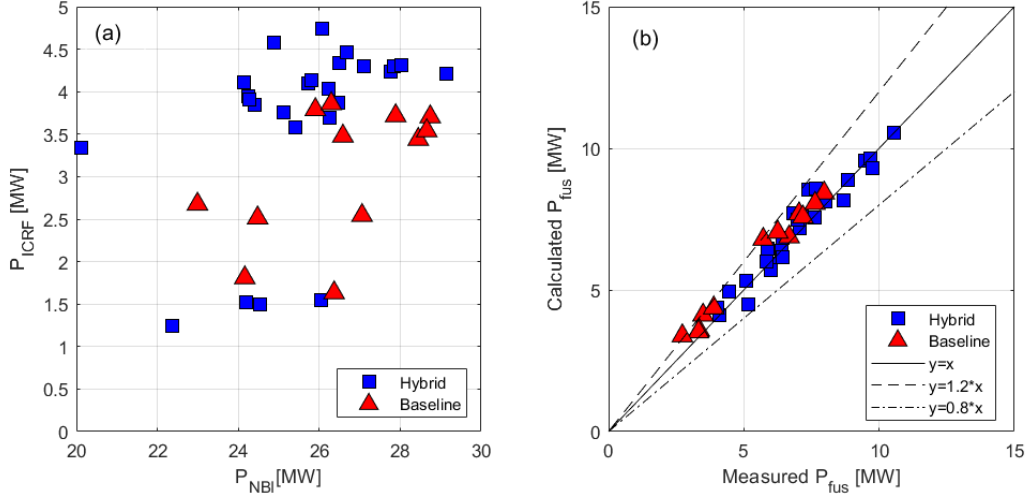 (a)
5
4.5
4
3.5
3
2.5
2
1.5
1
0.5
0
P_ICRF [MW]
20
22
24
26
28
30
P_NBI [MW]
Hybrid
Baseline
(b)
15
10
5
0
Calculated P_fus [MW]
0
5
10
15
Measured P_fus [MW]
Hybrid
Baseline
y=x
y=1.2*x
y=0.8*x